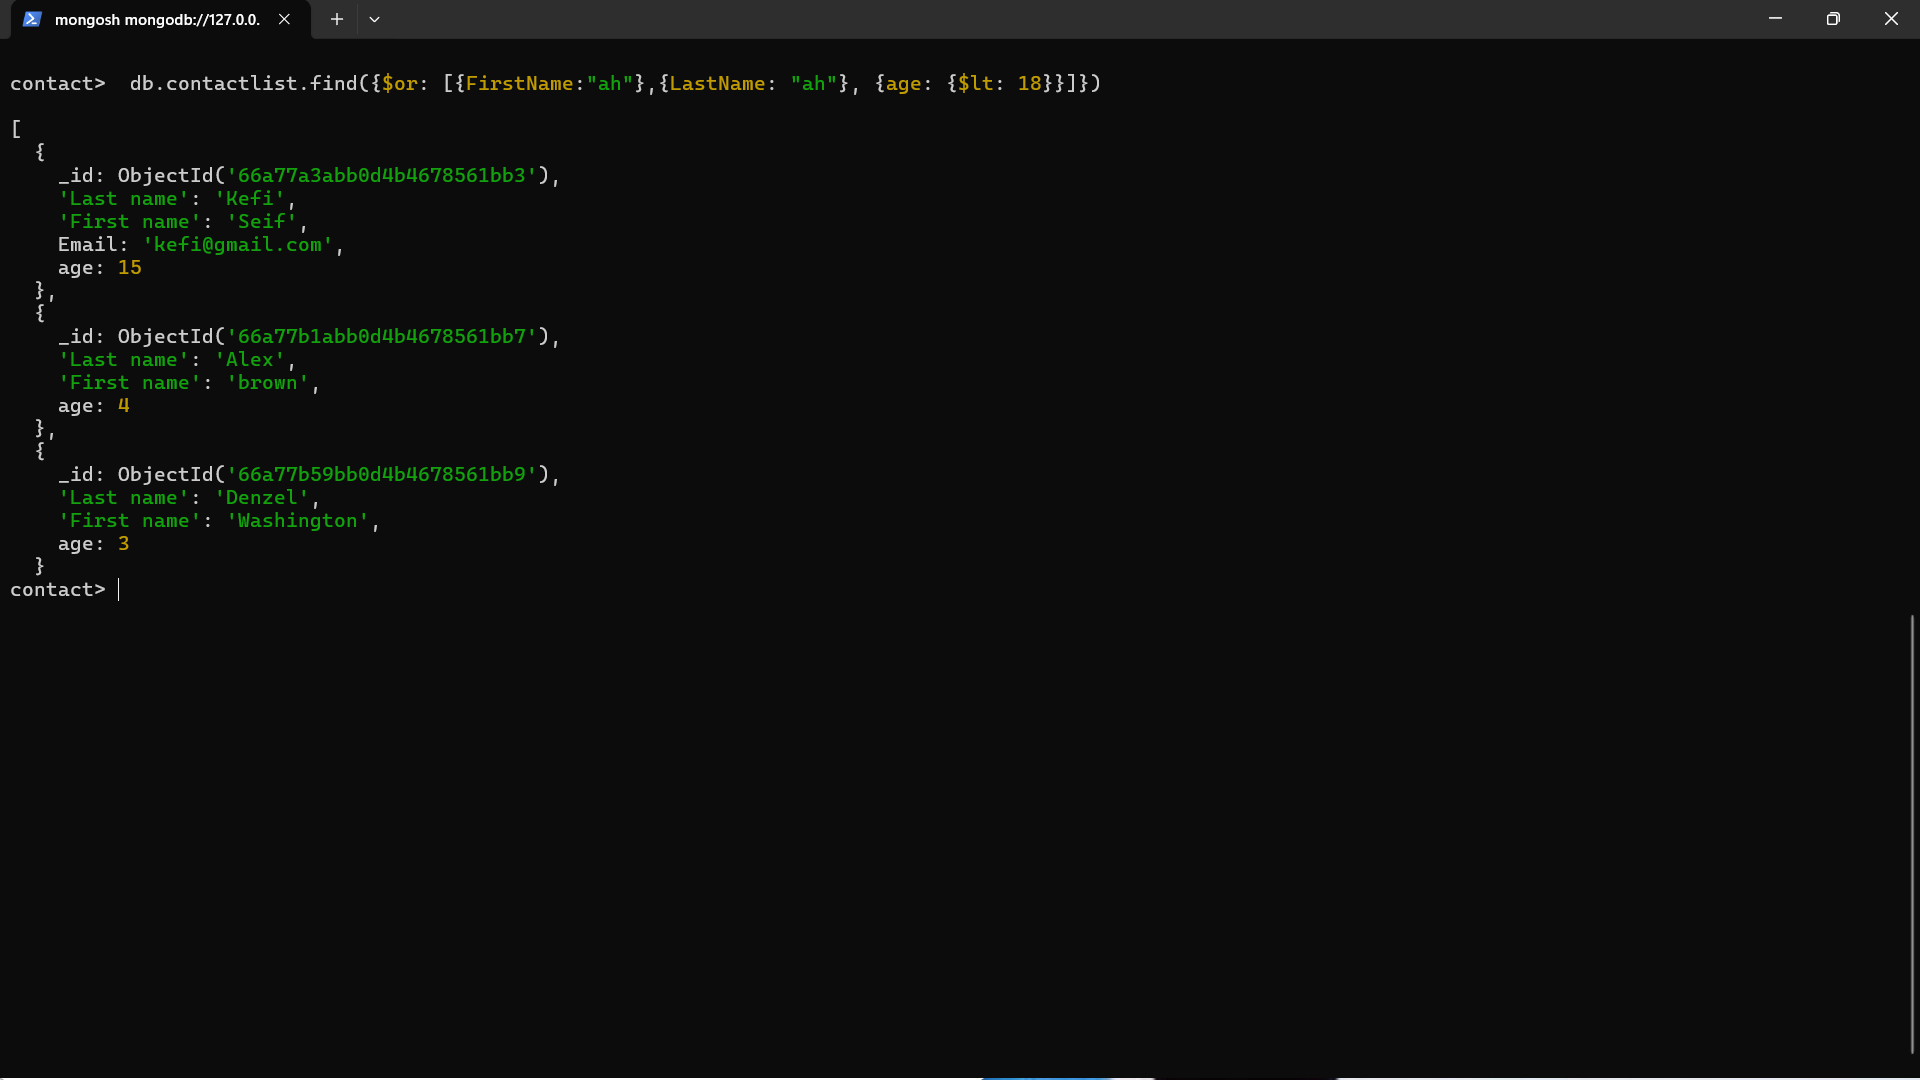 mongosh mongodb://127.0.0.
contact>  db.contactlist.find({$or: [{FirstName:"ah"},{LastName: "ah"}, {age: {$lt: 18}}]})
[
  {
    _id: ObjectId('66a77a3abb0d4b4678561bb3'),
    'Last name': 'Kefi',
    'First name': 'Seif',
    Email: 'kefi@gmail.com',
    age: 15
  },
  {
    _id: ObjectId('66a77b1abb0d4b4678561bb7'),
    'Last name': 'Alex',
    'First name': 'brown',
    age: 4
  },
  {
    _id: ObjectId('66a77b59bb0d4b4678561bb9'),
    'Last name': 'Denzel',
    'First name': 'Washington',
    age: 3
  }
contact>